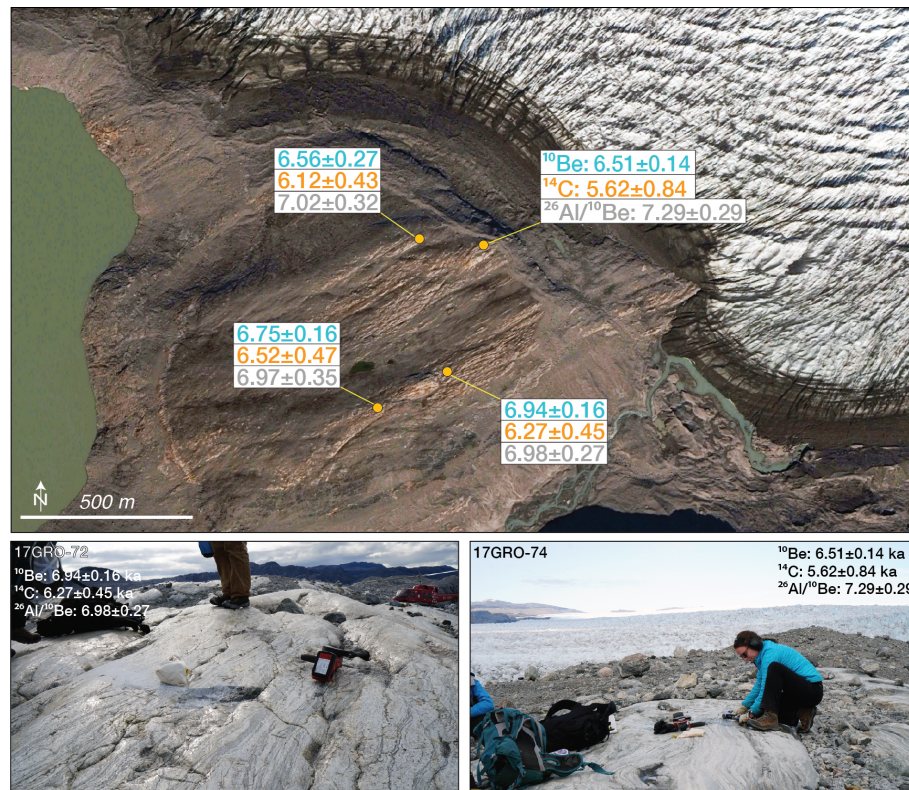 6.56±0.27
6.12±0.43
7.02±0.32
¹⁰Be: 6.51±0.14
¹⁴C: 5.62±0.84
²⁶Al/¹⁰Be: 7.29±0.29
6.75±0.16
6.52±0.47
6.97±0.35
6.94±0.16
6.27±0.45
6.98±0.27
N
500 m
17GRO-72
¹⁰Be: 6.94±0.16 ka
¹⁴C: 6.27±0.45 ka
²⁶Al/¹⁰Be: 6.98±0.27
17GRO-74
¹⁰Be: 6.51±0.14 ka
¹⁴C: 5.62±0.84 ka
²⁶Al/¹⁰Be: 7.29±0.29